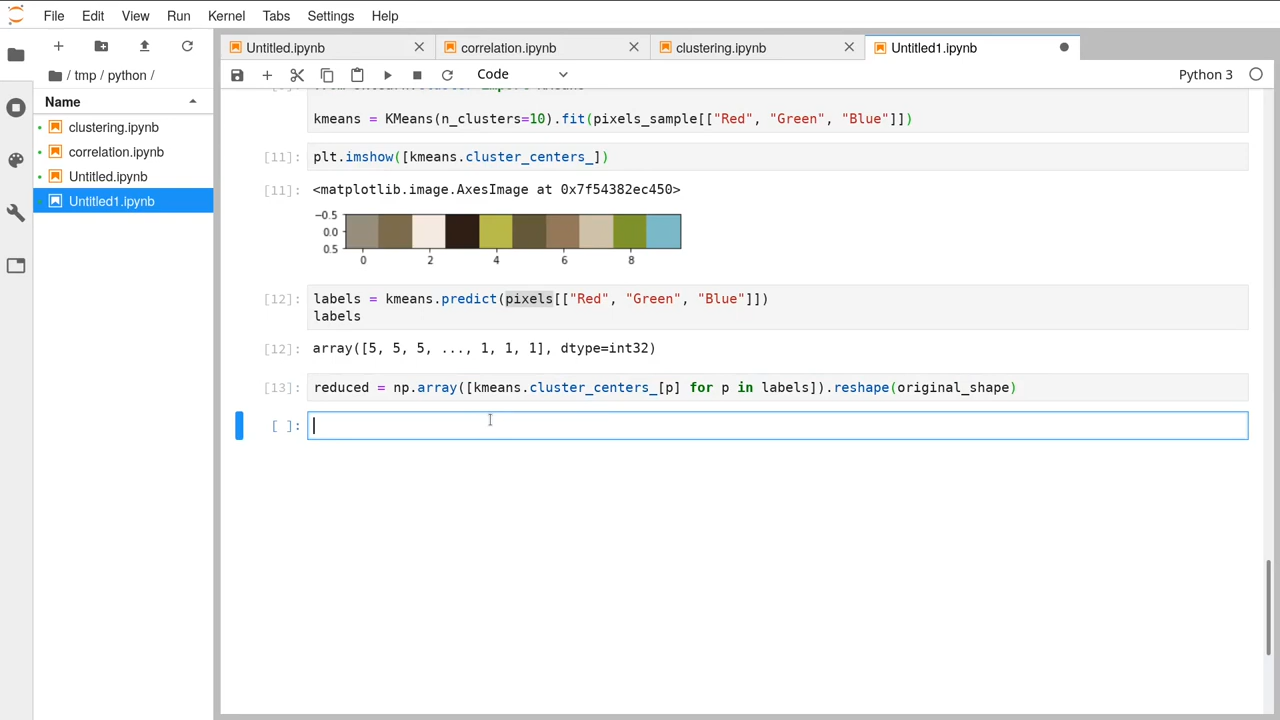 File Edit View Run Kernel Tabs Settings Help
Untitled.ipynb
correlation.ipynb
clustering.ipynb
Untitled1.ipynb
/ tmp / python /
Code
Python 3
Name
clustering.ipynb
correlation.ipynb
Untitled.ipynb
Untitled1.ipynb
kmeans = KMeans(n_clusters=10).fit(pixels_sample[["Red", "Green", "Blue"]])
[11]: plt.imshow([kmeans.cluster_centers_])
[11]: <matplotlib.image.AxesImage at 0x7f54382ec450>
−0.5
0.0
0.5
0 2 4 6 8
[12]: labels = kmeans.predict(pixels[["Red", "Green", "Blue"]])
labels
[12]: array([5, 5, 5, ..., 1, 1, 1], dtype=int32)
[13]: reduced = np.array([kmeans.cluster_centers_[p] for p in labels]).reshape(original_shape)
[ ]: